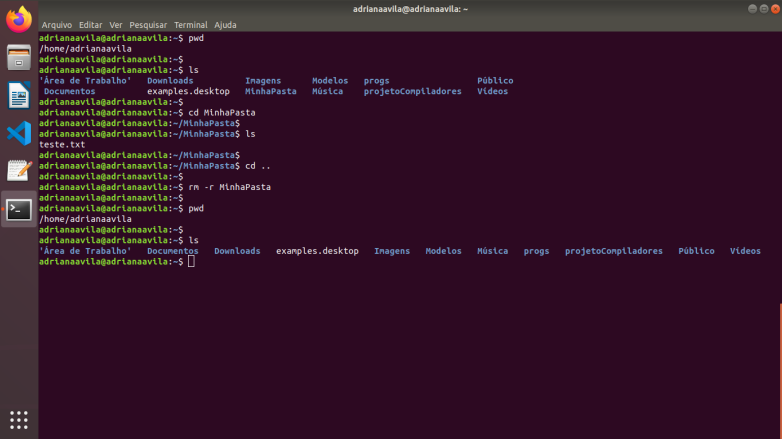 adrianaavila@adrianaavila: ~
Arquivo Editar Ver Pesquisar Terminal Ajuda
adrianaavila@adrianaavila:~$ pwd
/home/adrianaavila
adrianaavila@adrianaavila:~$
adrianaavila@adrianaavila:~$ ls
'Área de Trabalho' Downloads Imagens Modelos progs Público
Documentos examples.desktop MinhaPasta Música projetoCompiladores Vídeos
adrianaavila@adrianaavila:~$
adrianaavila@adrianaavila:~$ cd MinhaPasta
adrianaavila@adrianaavila:~/MinhaPasta$
adrianaavila@adrianaavila:~/MinhaPasta$ ls
teste.txt
adrianaavila@adrianaavila:~/MinhaPasta$
adrianaavila@adrianaavila:~/MinhaPasta$ cd ..
adrianaavila@adrianaavila:~$
adrianaavila@adrianaavila:~$ rm -r MinhaPasta
adrianaavila@adrianaavila:~$
adrianaavila@adrianaavila:~$ pwd
/home/adrianaavila
adrianaavila@adrianaavila:~$
adrianaavila@adrianaavila:~$ ls
'Área de Trabalho' Documentos Downloads examples.desktop Imagens Modelos Música progs projetoCompiladores Público Vídeos
adrianaavila@adrianaavila:~$